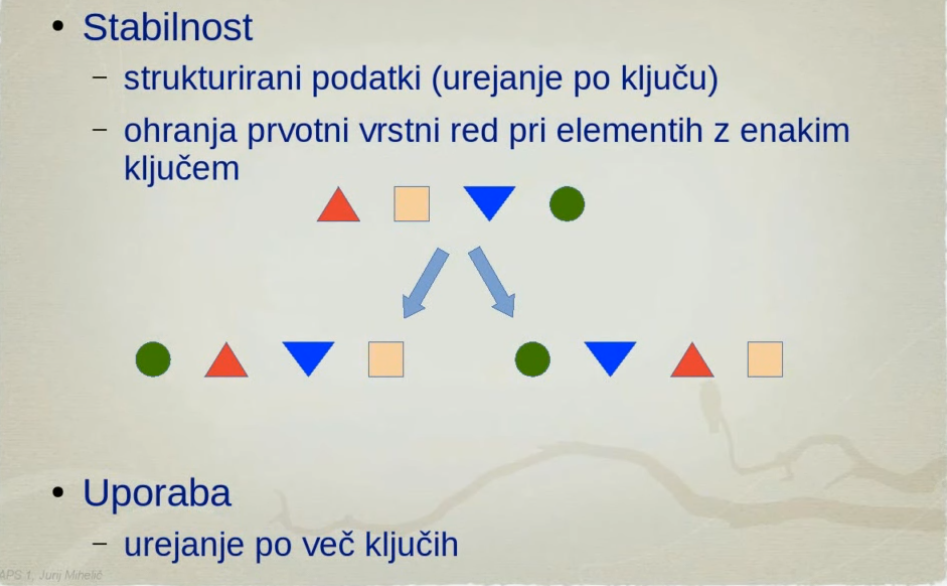 • Stabilnost
– strukturirani podatki (urejanje po ključu)
– ohranja prvotni vrstni red pri elementih z enakim
ključem
• Uporaba
– urejanje po več ključih
APS 1, Jurij Mihelič